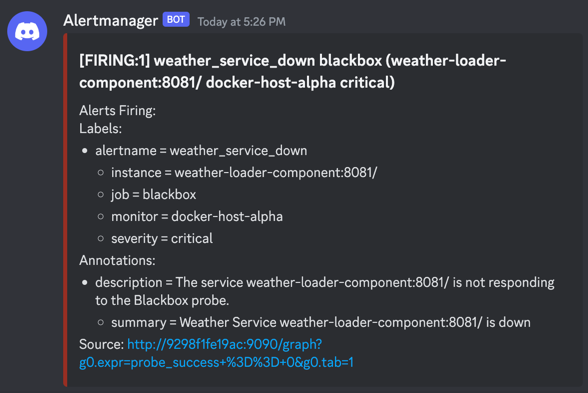 Alertmanager BOT Today at 5:26 PM
[FIRING:1] weather_service_down blackbox (weather-loader-
component:8081/ docker-host-alpha critical)
Alerts Firing:
Labels:
• alertname = weather_service_down
◦ instance = weather-loader-component:8081/
◦ job = blackbox
◦ monitor = docker-host-alpha
◦ severity = critical
Annotations:
• description = The service weather-loader-component:8081/ is not responding
to the Blackbox probe.
◦ summary = Weather Service weather-loader-component:8081/ is down
Source: http://9298f1fe19ac:9090/graph?
g0.expr=probe_success+%3D%3D+0&g0.tab=1